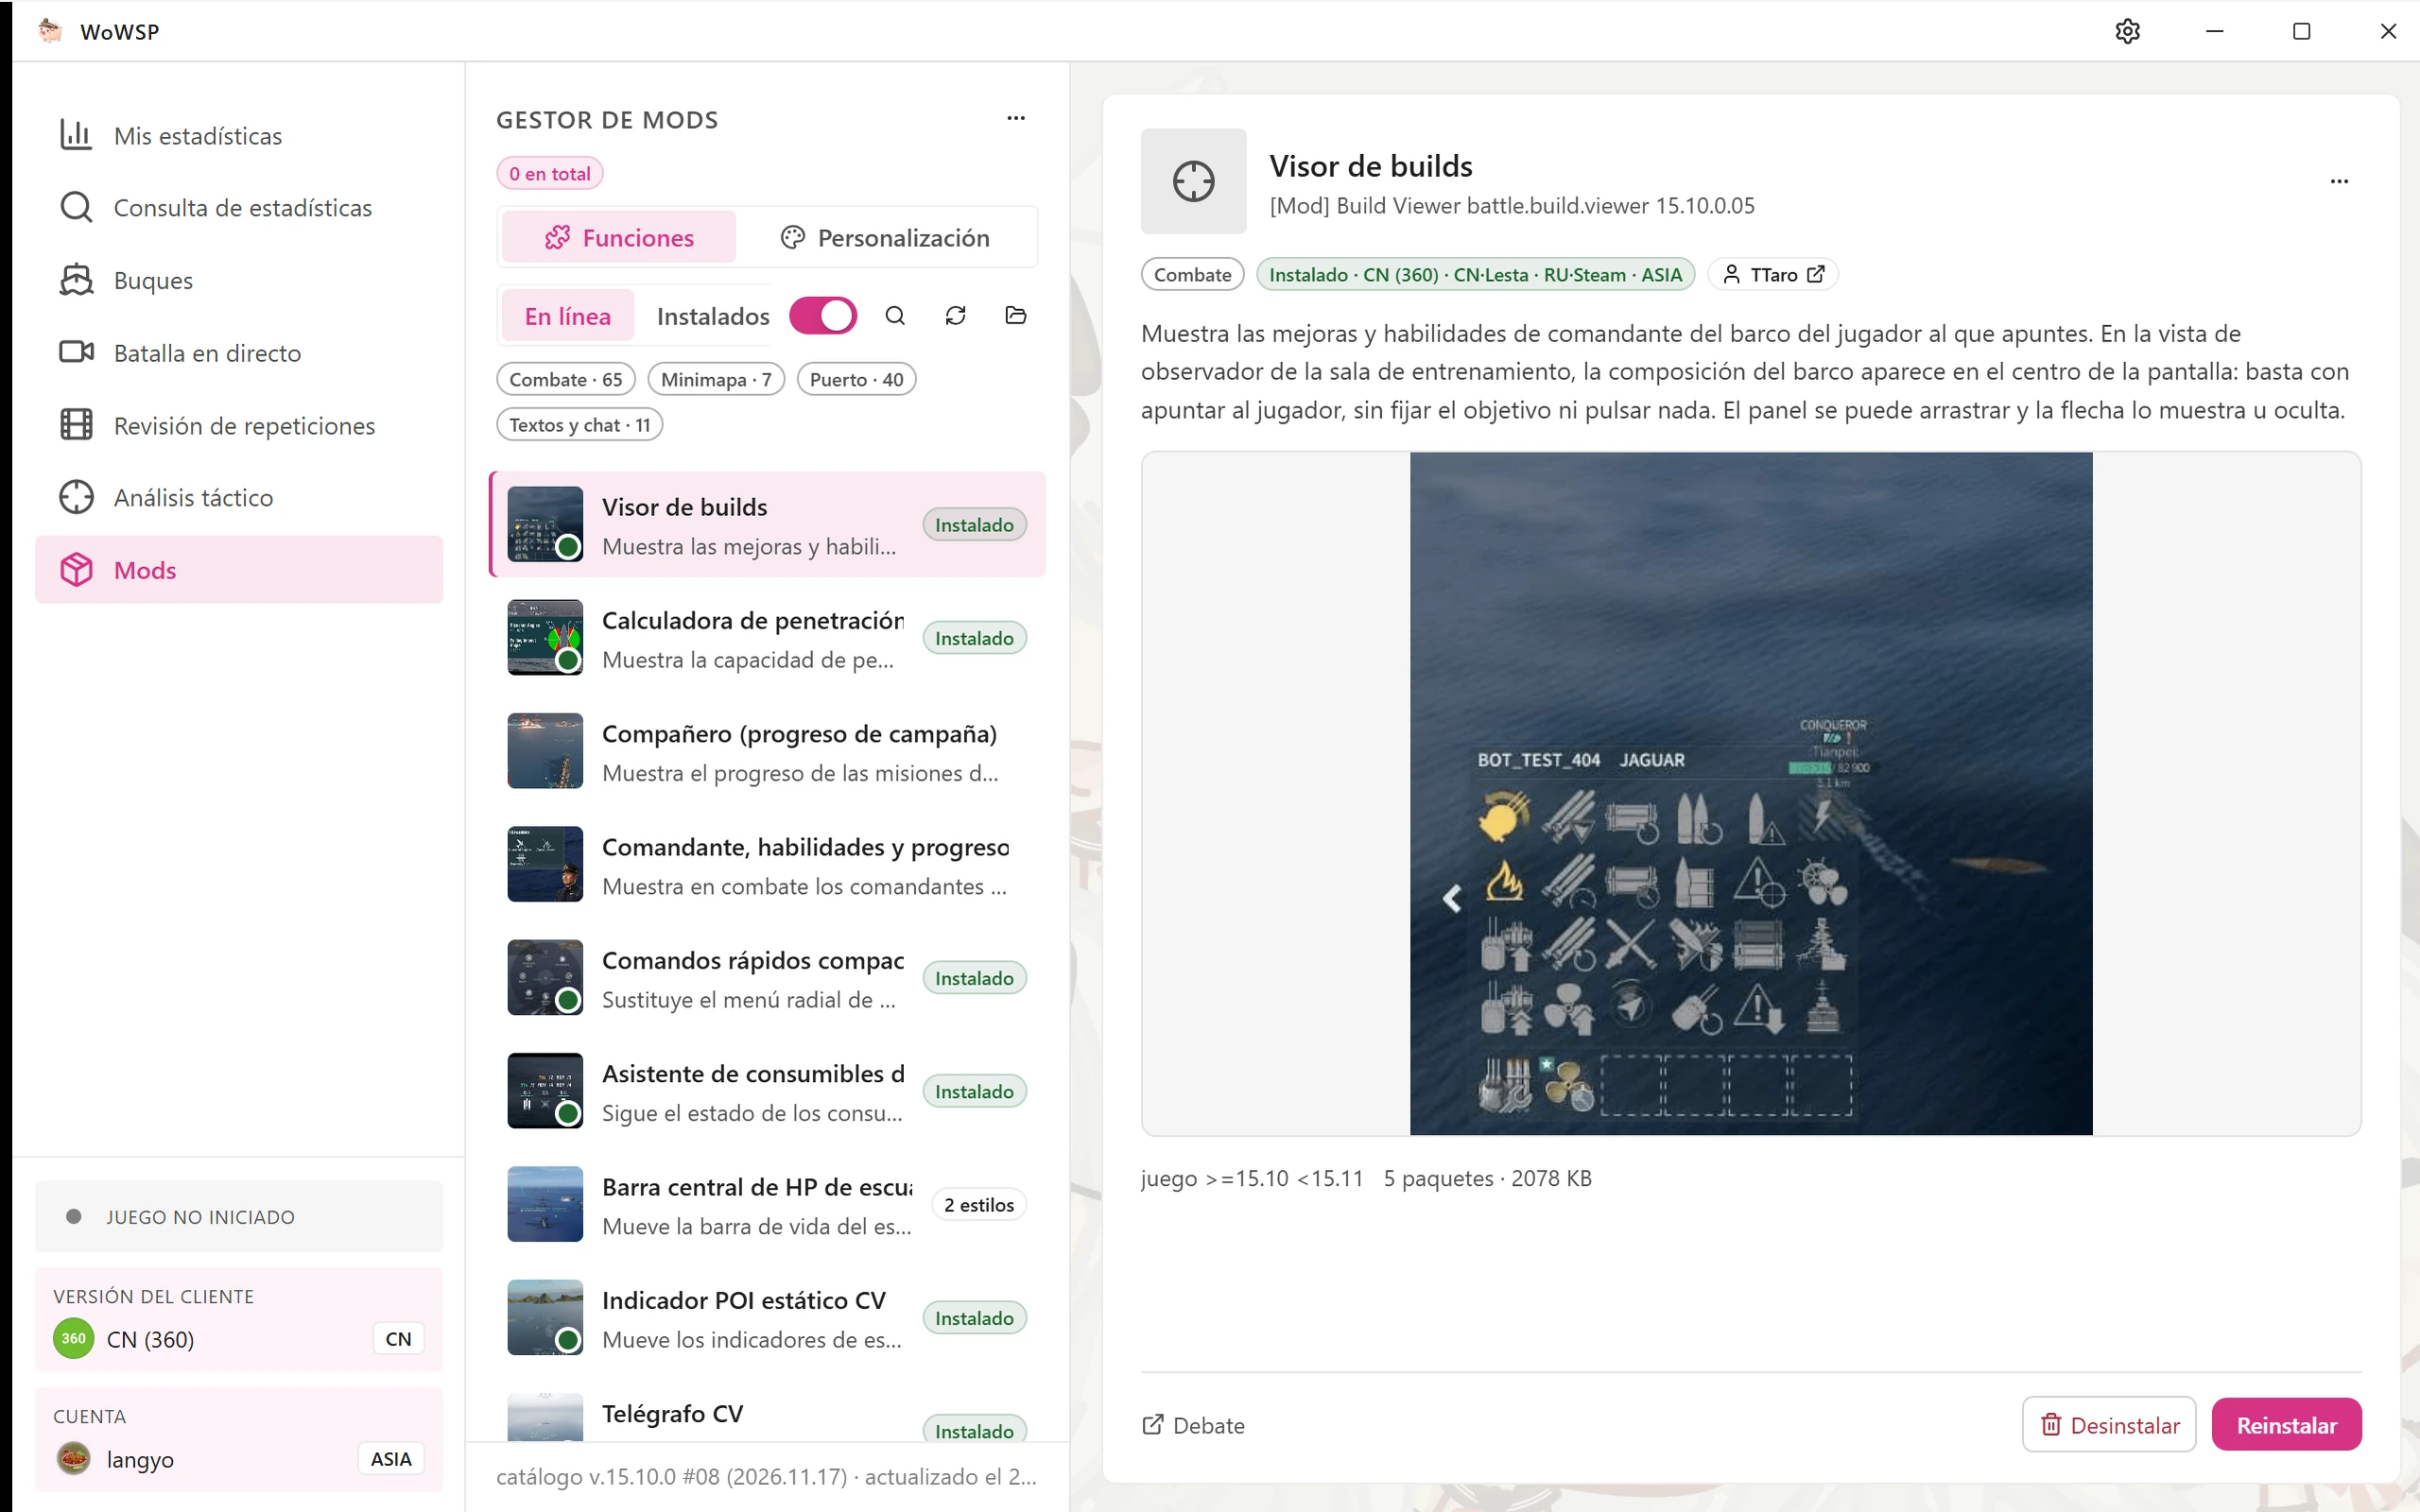 WoWSP
Mis estadísticas
Consulta de estadísticas
Buques
Batalla en directo
Revisión de repeticiones
Análisis táctico
Mods
JUEGO NO INICIADO
VERSIÓN DEL CLIENTE
360 CN (360) CN
CUENTA
langyo ASIA
GESTOR DE MODS
0 en total
Funciones Personalización
En línea Instalados
Combate · 65 Minimapa · 7 Puerto · 40
Textos y chat · 11
Visor de builds
Muestra las mejoras y habili...
Instalado
Calculadora de penetración
Muestra la capacidad de pe...
Instalado
Compañero (progreso de campaña)
Muestra el progreso de las misiones d...
Comandante, habilidades y progreso
Muestra en combate los comandantes ...
Comandos rápidos compac
Sustituye el menú radial de ...
Instalado
Asistente de consumibles d
Sigue el estado de los consu...
Instalado
Barra central de HP de escua
Mueve la barra de vida del es...
2 estilos
Indicador POI estático CV
Mueve los indicadores de es...
Instalado
Telégrafo CV
Instalado
catálogo v.15.10.0 #08 (2026.11.17) · actualizado el 2...
Visor de builds
[Mod] Build Viewer battle.build.viewer 15.10.0.05
Combate Instalado · CN (360) · CN·Lesta · RU·Steam · ASIA TTaro
Muestra las mejoras y habilidades de comandante del barco del jugador al que apuntes. En la vista de
observador de la sala de entrenamiento, la composición del barco aparece en el centro de la pantalla: basta con
apuntar al jugador, sin fijar el objetivo ni pulsar nada. El panel se puede arrastrar y la flecha lo muestra u oculta.
CONQUEROR
Tianpei
82 900
3.1 km
BOT_TEST_404 JAGUAR
juego >=15.10 <15.11 5 paquetes · 2078 KB
Debate
Desinstalar
Reinstalar